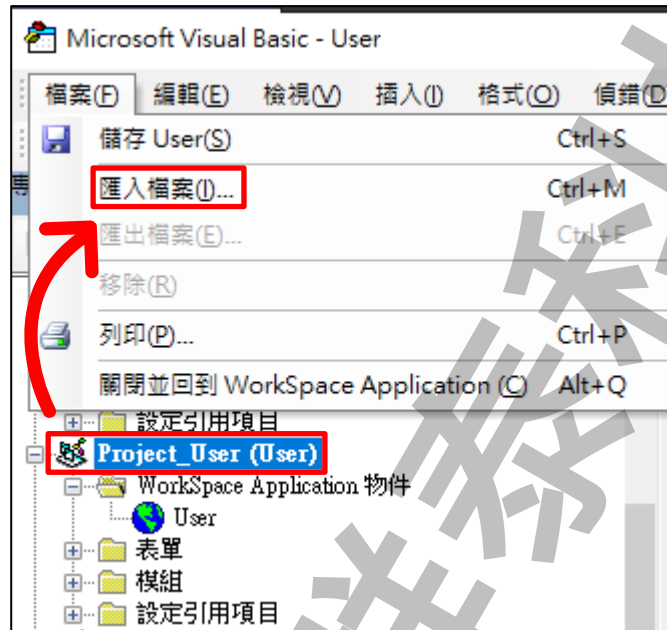 Microsoft Visual Basic - User
檔案(F) 編輯(E) 檢視(V) 插入(I) 格式(O) 偵錯(D
儲存 User(S) Ctrl+S
匯入檔案(I)... Ctrl+M
匯出檔案(E)... Ctrl+E
移除(R)
列印(P)... Ctrl+P
關閉並回到 WorkSpace Application (C) Alt+Q
設定引用項目
Project_User (User)
WorkSpace Application 物件
User
表單
模組
設定引用項目